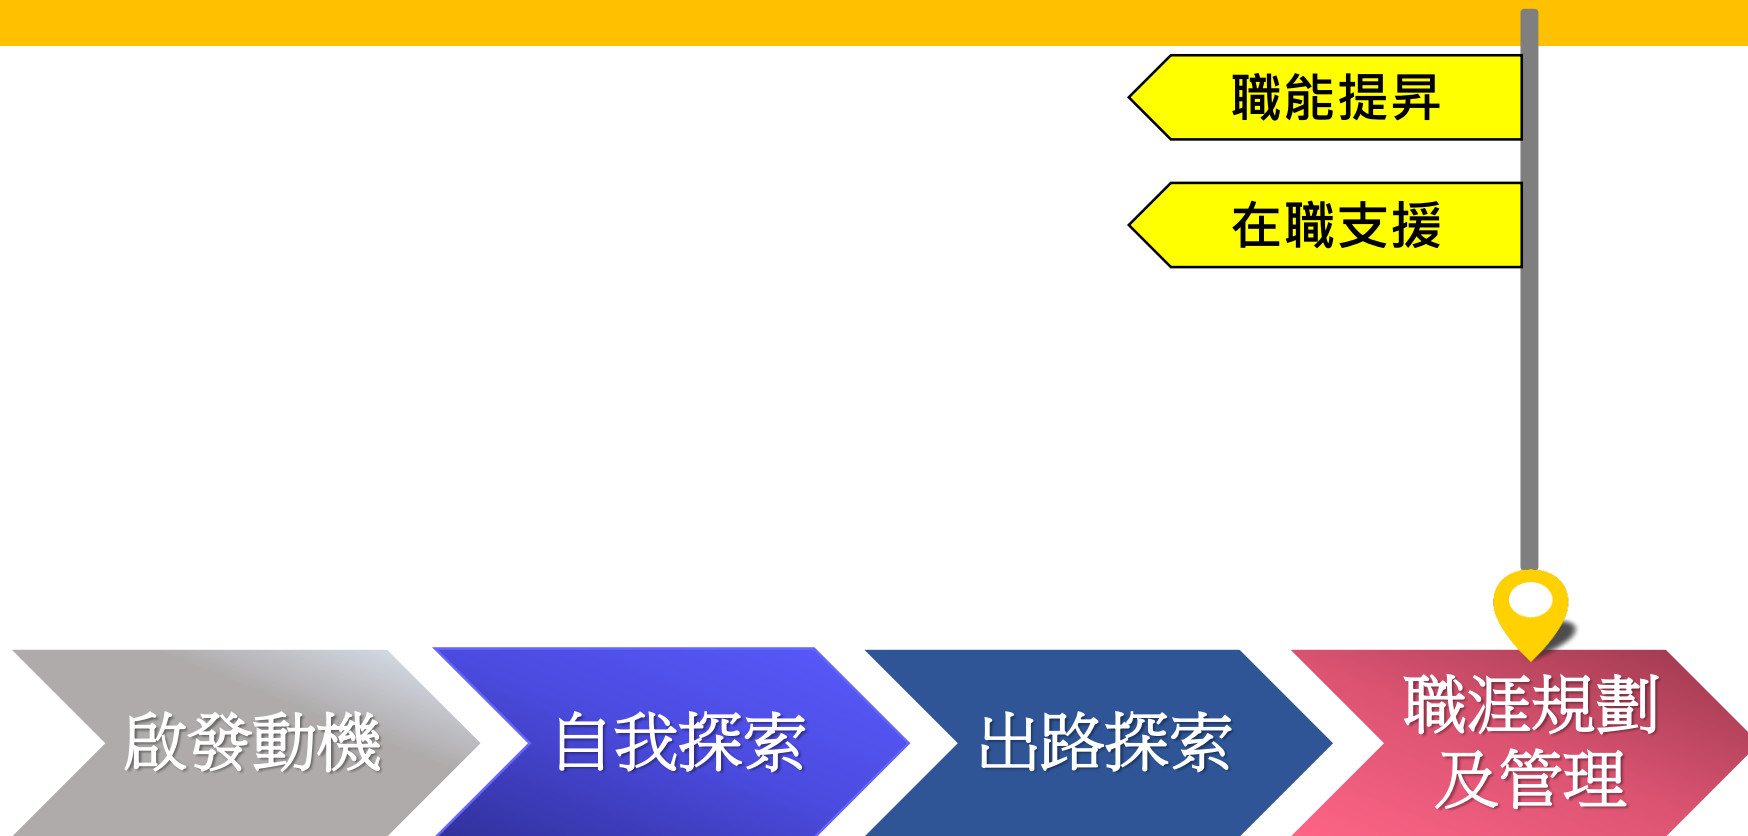 職能提昇
在職支援
啟發動機
自我探索
出路探索
職涯規劃
及管理